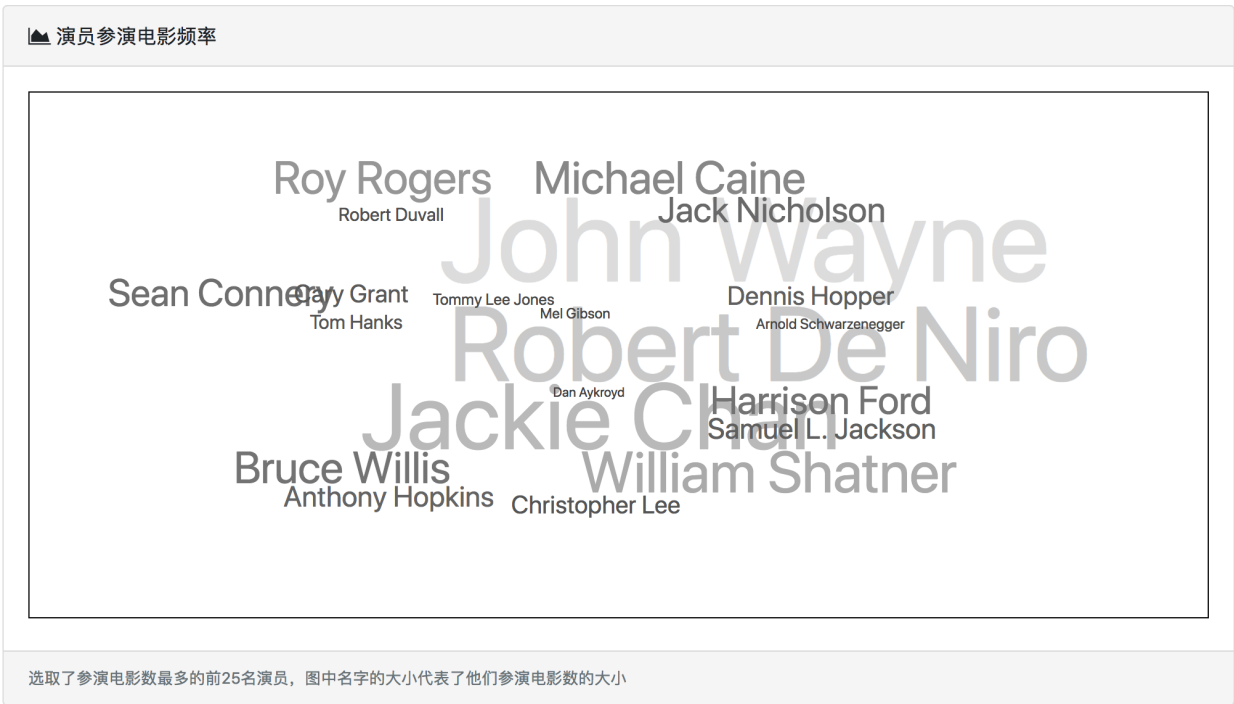 演员参演电影频率
Roy Rogers
Michael Caine
Jack Nicholson
Robert Duvall
John Wayne
Sean Connery
Cary Grant
Tommy Lee Jones
Dennis Hopper
Mel Gibson
Tom Hanks
Arnold Schwarzenegger
Robert De Niro
Dan Aykroyd
Harrison Ford
Jackie Chan
Samuel L. Jackson
Bruce Willis
William Shatner
Anthony Hopkins
Christopher Lee
选取了参演电影数最多的前25名演员，图中名字的大小代表了他们参演电影数的大小